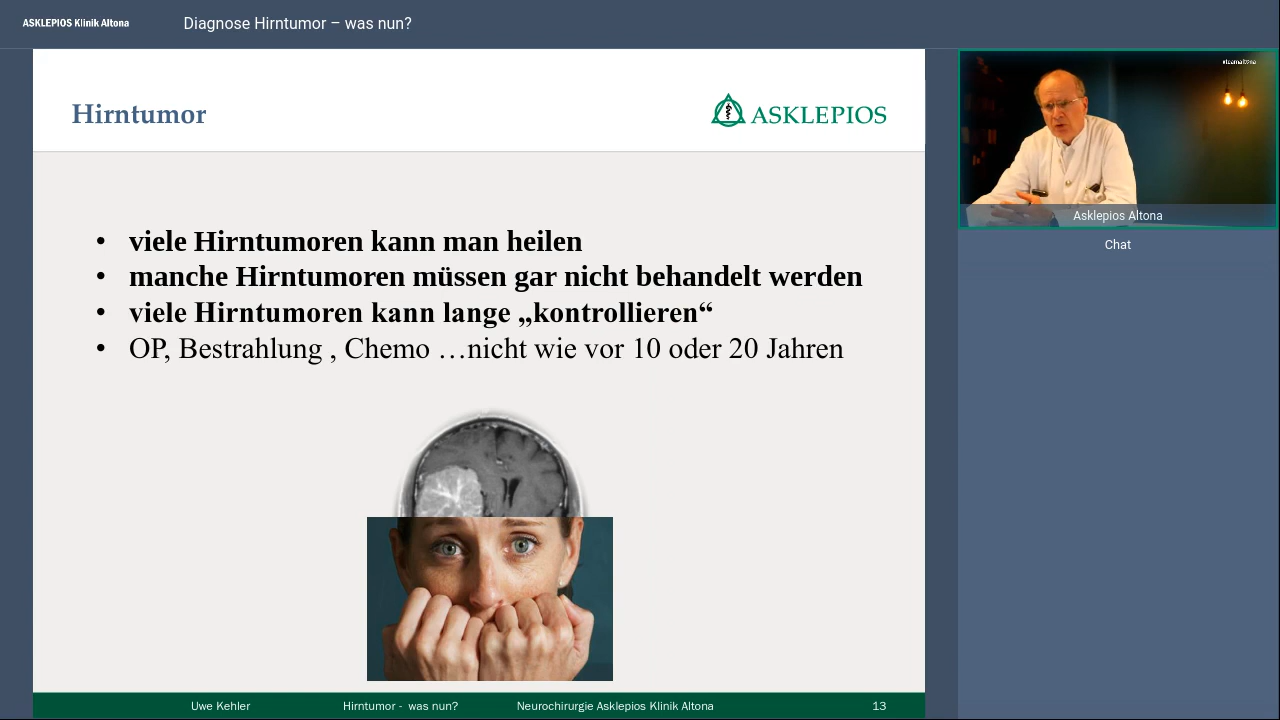 ASKLEPIOS Klinik Altona
Diagnose Hirntumor – was nun?
Hirntumor
ASKLEPIOS
• viele Hirntumoren kann man heilen
• manche Hirntumoren müssen gar nicht behandelt werden
• viele Hirntumoren kann lange „kontrollieren“
• OP, Bestrahlung , Chemo …nicht wie vor 10 oder 20 Jahren
Uwe Kehler
Hirntumor - was nun?
Neurochirurgie Asklepios Klinik Altona
13
#teamaltona
Asklepios Altona
Chat